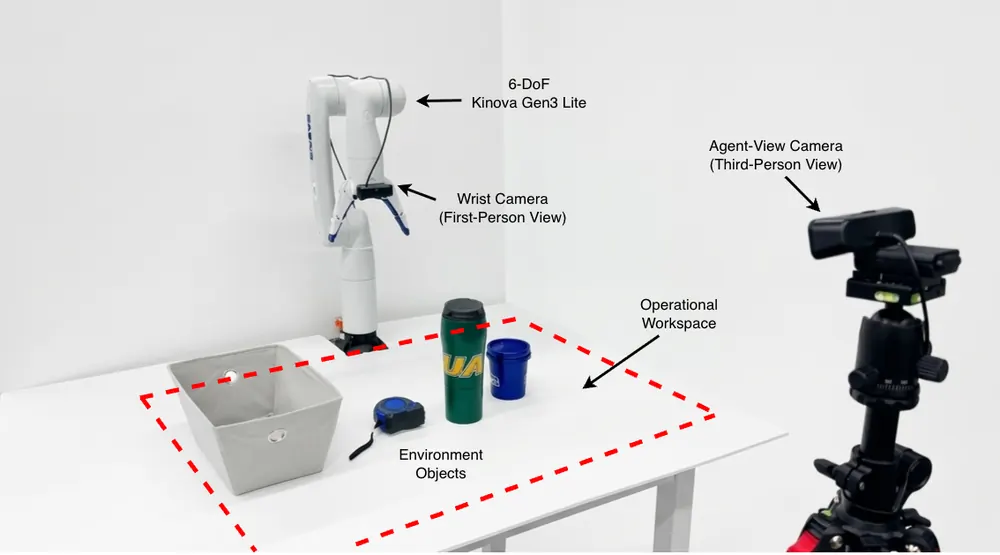 6-DoF
Kinova Gen3 Lite
Agent-View Camera
(Third-Person View)
Wrist Camera
(First-Person View)
Operational
Workspace
UA
Environment
Objects